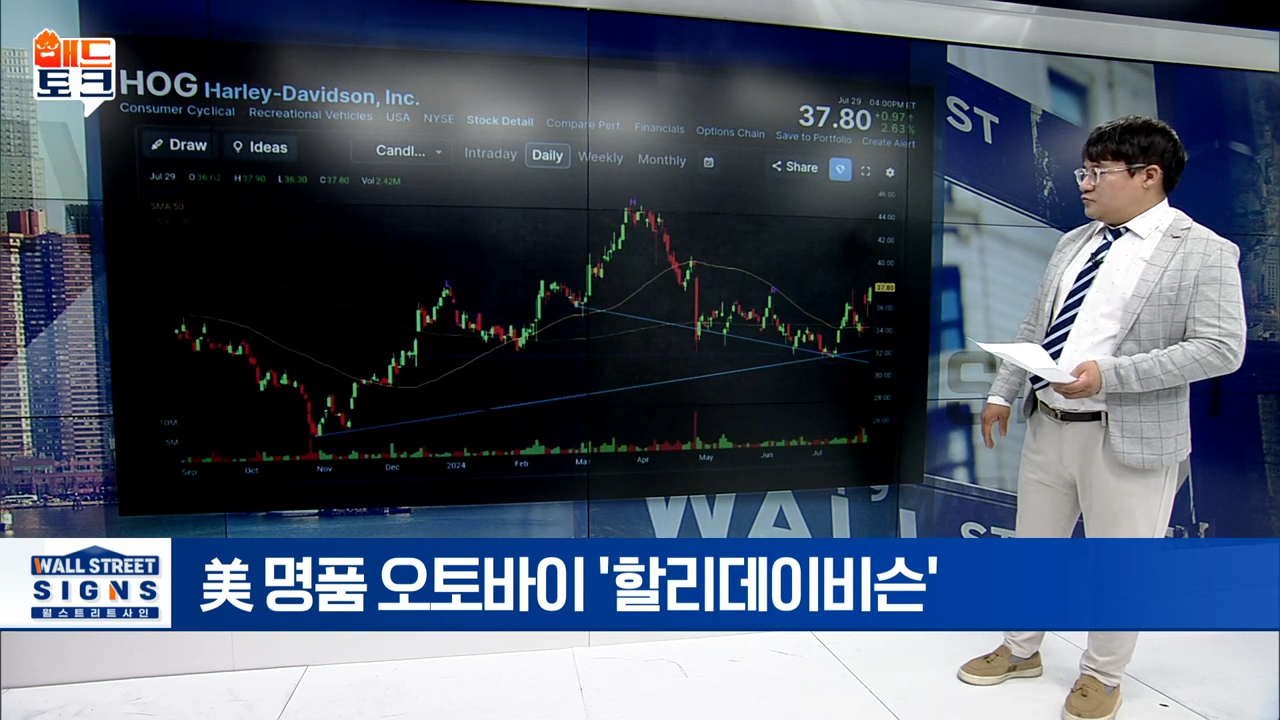 매드
토크
HOG Harley-Davidson, Inc.
Consumer Cyclical Recreational Vehicles USA NYSE Stock Detail Compare Perf. Financials Options Chain Save to Portfolio Create Alert
Jul 29 04:00PM ET
37.80 +0.97
2.63%
Draw Ideas Candl... Intraday Daily Weekly Monthly Share
Jul 29 H37.90 L36.30 C37.80 Vol2.42M
SMA 50
46.00
44.00
42.00
40.00
37.80
36.00
34.00
32.00
30.00
28.00
26.00
10M
5M
Sep Oct Nov Dec 2024 Feb Mar Apr May Jun Jul
ST
WALL
ST
WALL STREET
SIGNS
월스트리트사인
美 명품 오토바이 '할리데이비슨'